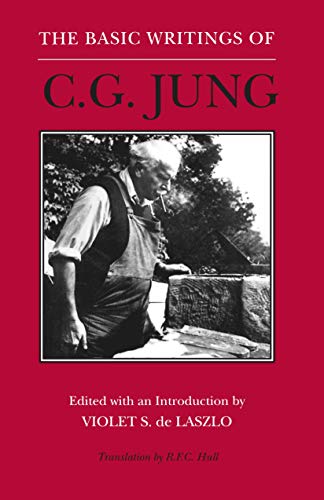 THE BASIC WRITINGS OF
C.G. JUNG
Edited with an Introduction by
VIOLET S. de LASZLO
Translation by R.F.C. Hull